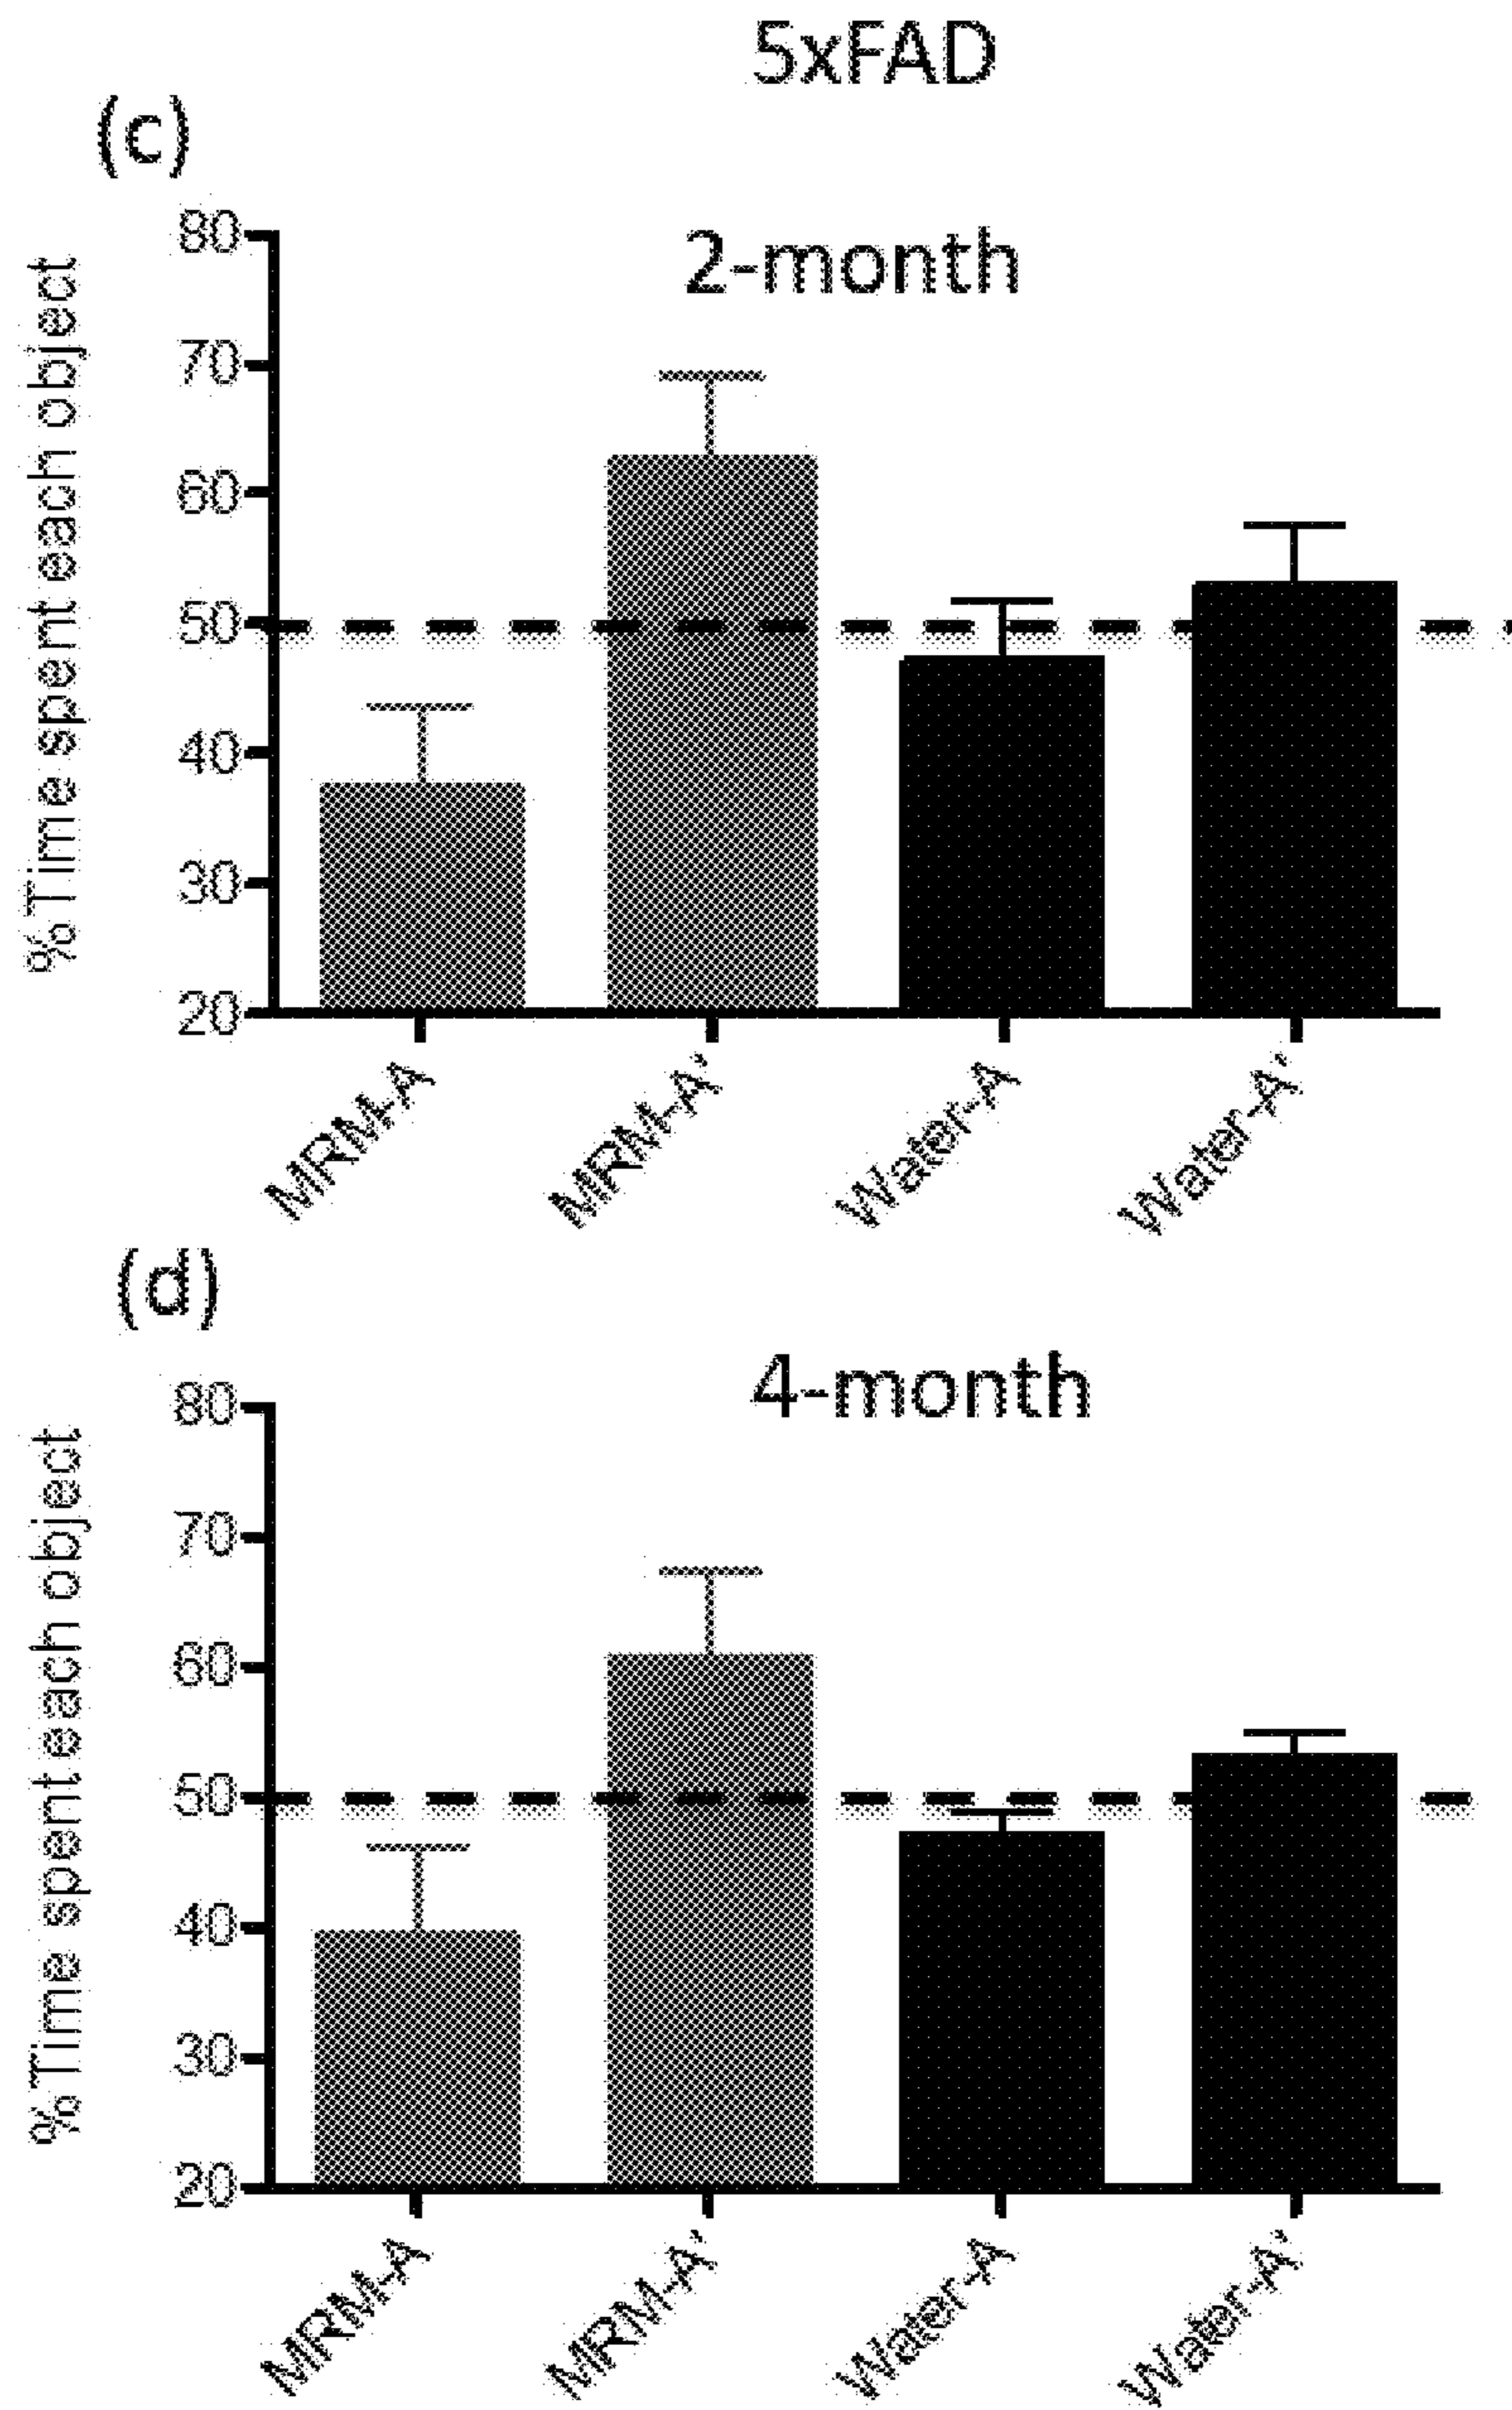 5xFAD
(c)
2-month
% Time spent each object
80
70
60
50
40
30
20
MRM-A
MRM-A'
Water-A
Water-A'
(d)
4-month
% Time spent each object
80
70
60
50
40
30
20
MRM-A
MRM-A'
Water-A
Water-A'